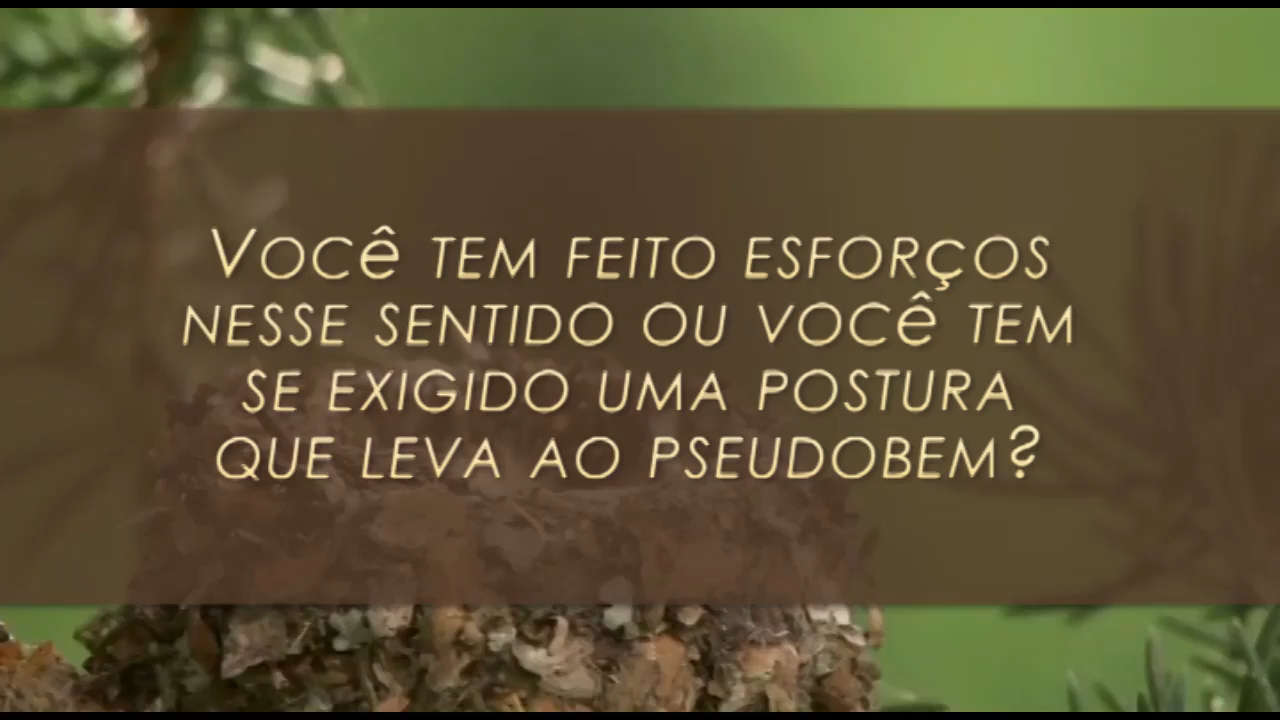 Você tem feito esforços
nesse sentido ou você tem
se exigido uma postura
que leva ao pseudobem?